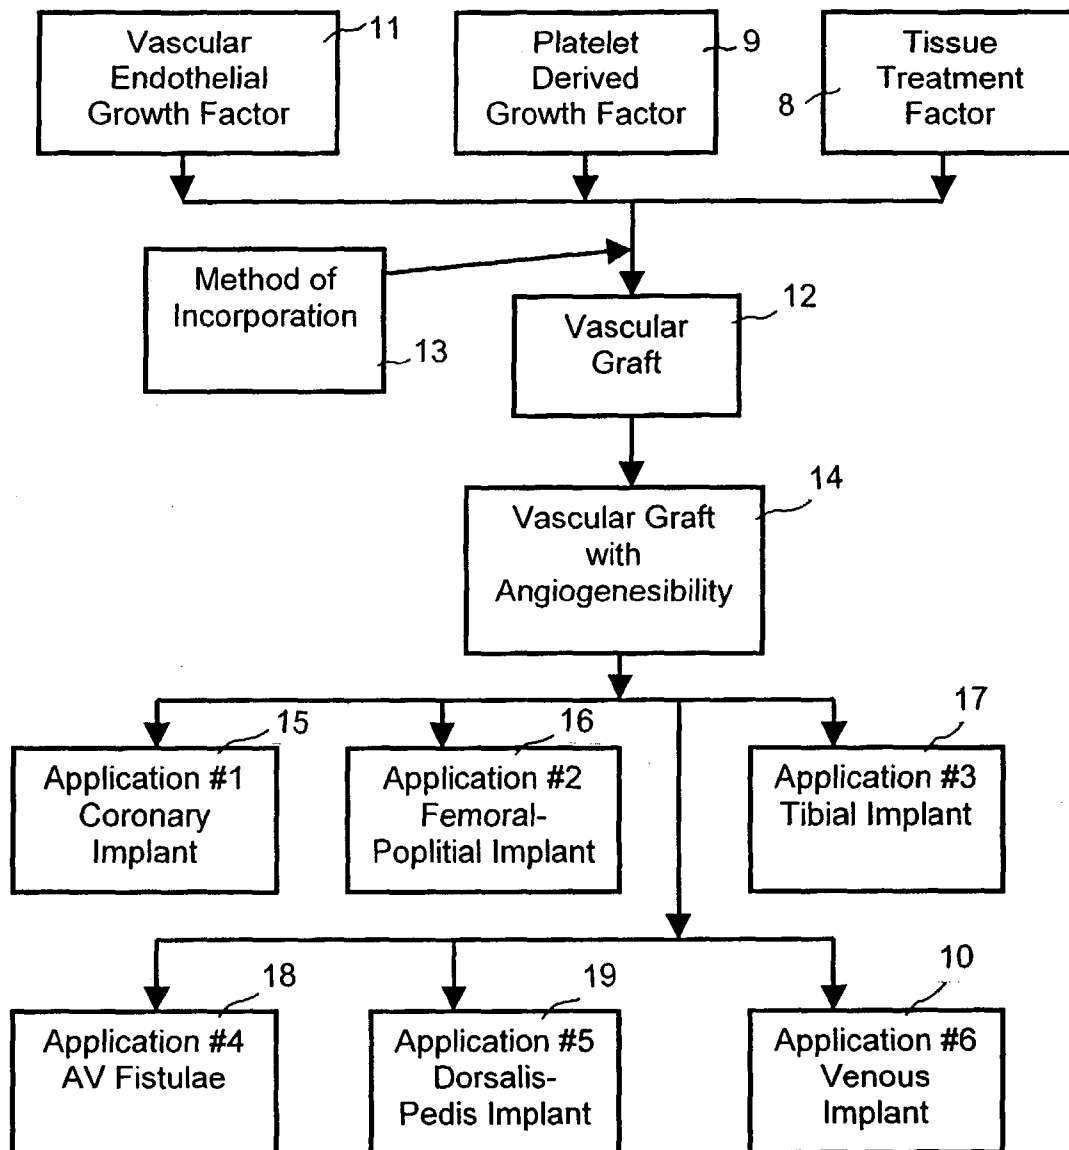 Vascular
Endothelial
Growth Factor
11
Platelet
Derived
Growth Factor
9
Tissue
Treatment
Factor
8
Method of
Incorporation
13
Vascular
Graft
12
Vascular Graft
with
Angiogenesibility
14
Application #1
Coronary
Implant
15
Application #2
Femoral-
Poplitial Implant
16
Application #3
Tibial Implant
17
Application #4
AV Fistulae
18
Application #5
Dorsalis-
Pedis Implant
19
Application #6
Venous
Implant
10